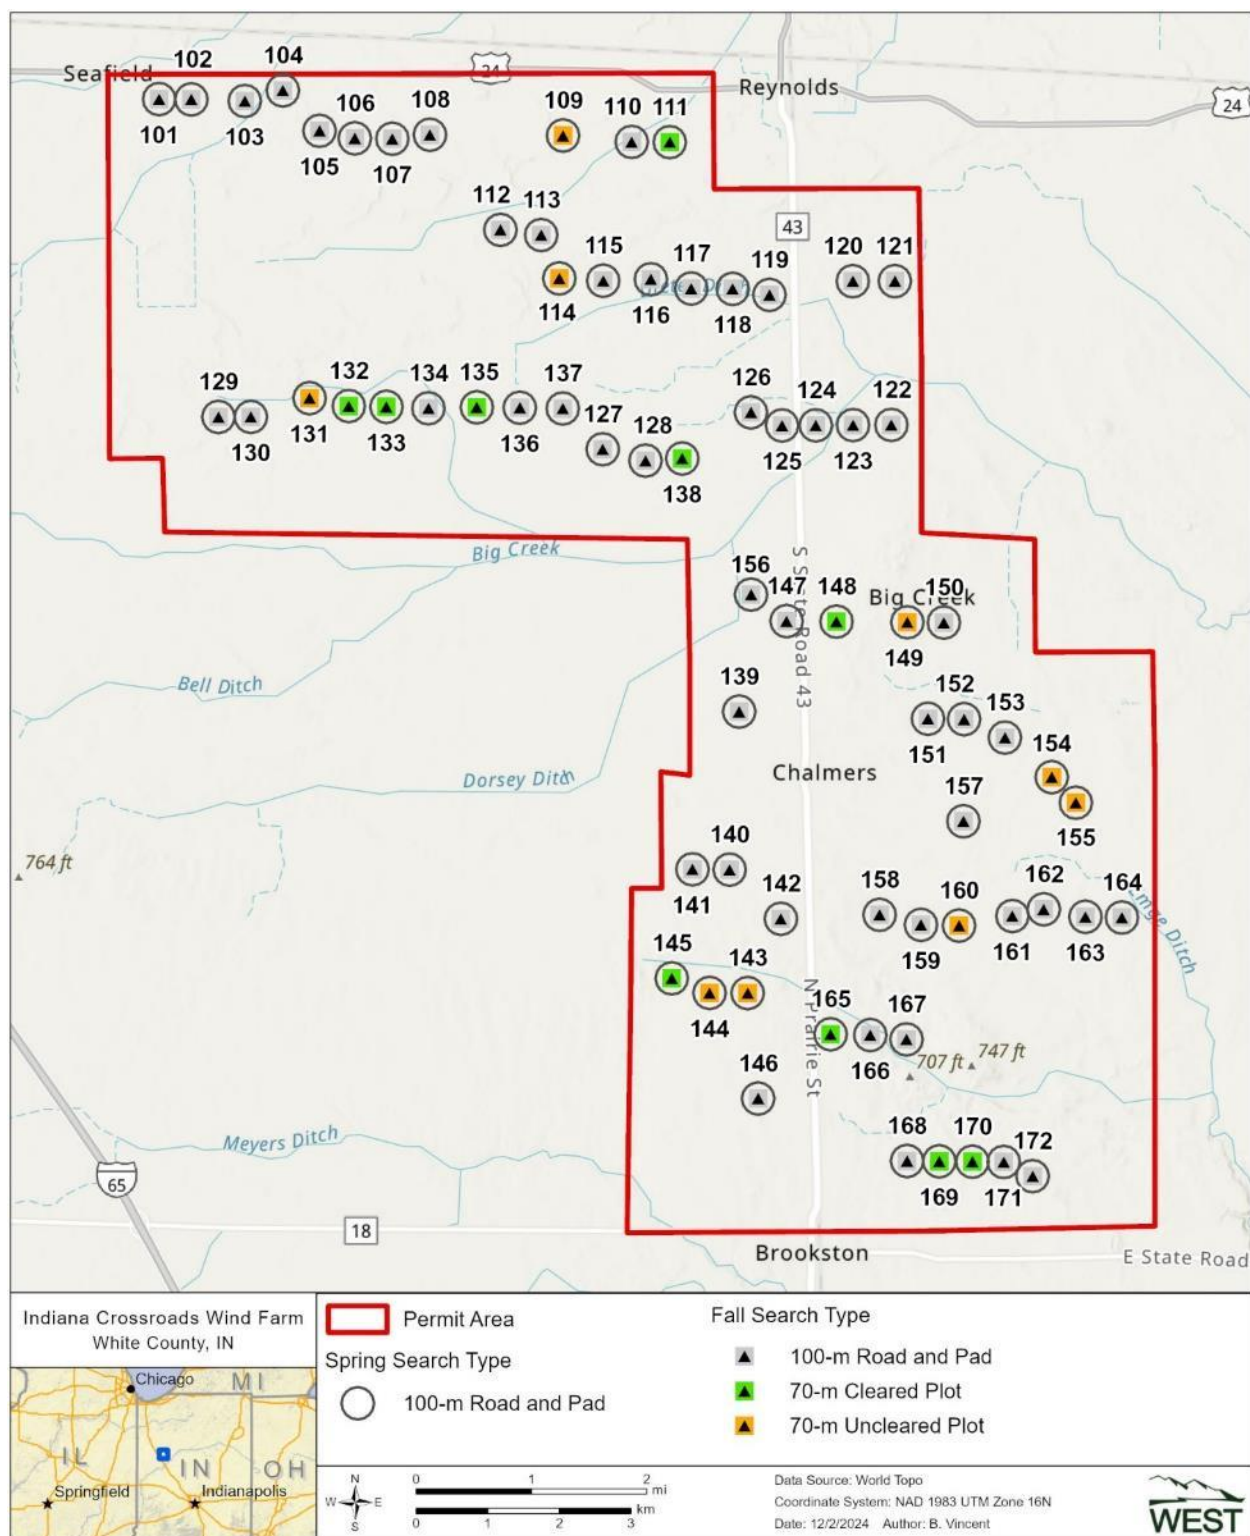 102
104
Seafield
24
Reynolds
24
106
108
109
110
111
101
103
105
107
112
113
43
115
117
119
120
121
114
116
118
129
132
134
135
137
126
124
122
127
128
131
130
133
136
125
123
138
Big Creek
156
147
148
Big Creek
150
S State Road 43
149
Bell Ditch
139
152
153
151
154
Chalmers
Dorsey Ditch
157
155
764 ft
140
142
158
160
162
164
141
145
143
159
161
163
N Prairie St
165
167
144
166
747 ft
707 ft
146
Meyers Ditch
168
170
172
65
169
171
18
Brookston
E State Road
Indiana Crossroads Wind Farm
White County, IN
Chicago
MI
IL
IN
OH
Springfield
Indianapolis
Permit Area
Spring Search Type
100-m Road and Pad
Fall Search Type
100-m Road and Pad
70-m Cleared Plot
70-m Uncleared Plot
N
W
E
S
0 1 2
mi
km
0 1 2 3
Data Source: World Topo
Coordinate System: NAD 1983 UTM Zone 16N
Date: 12/2/2024 Author: B. Vincent
WEST